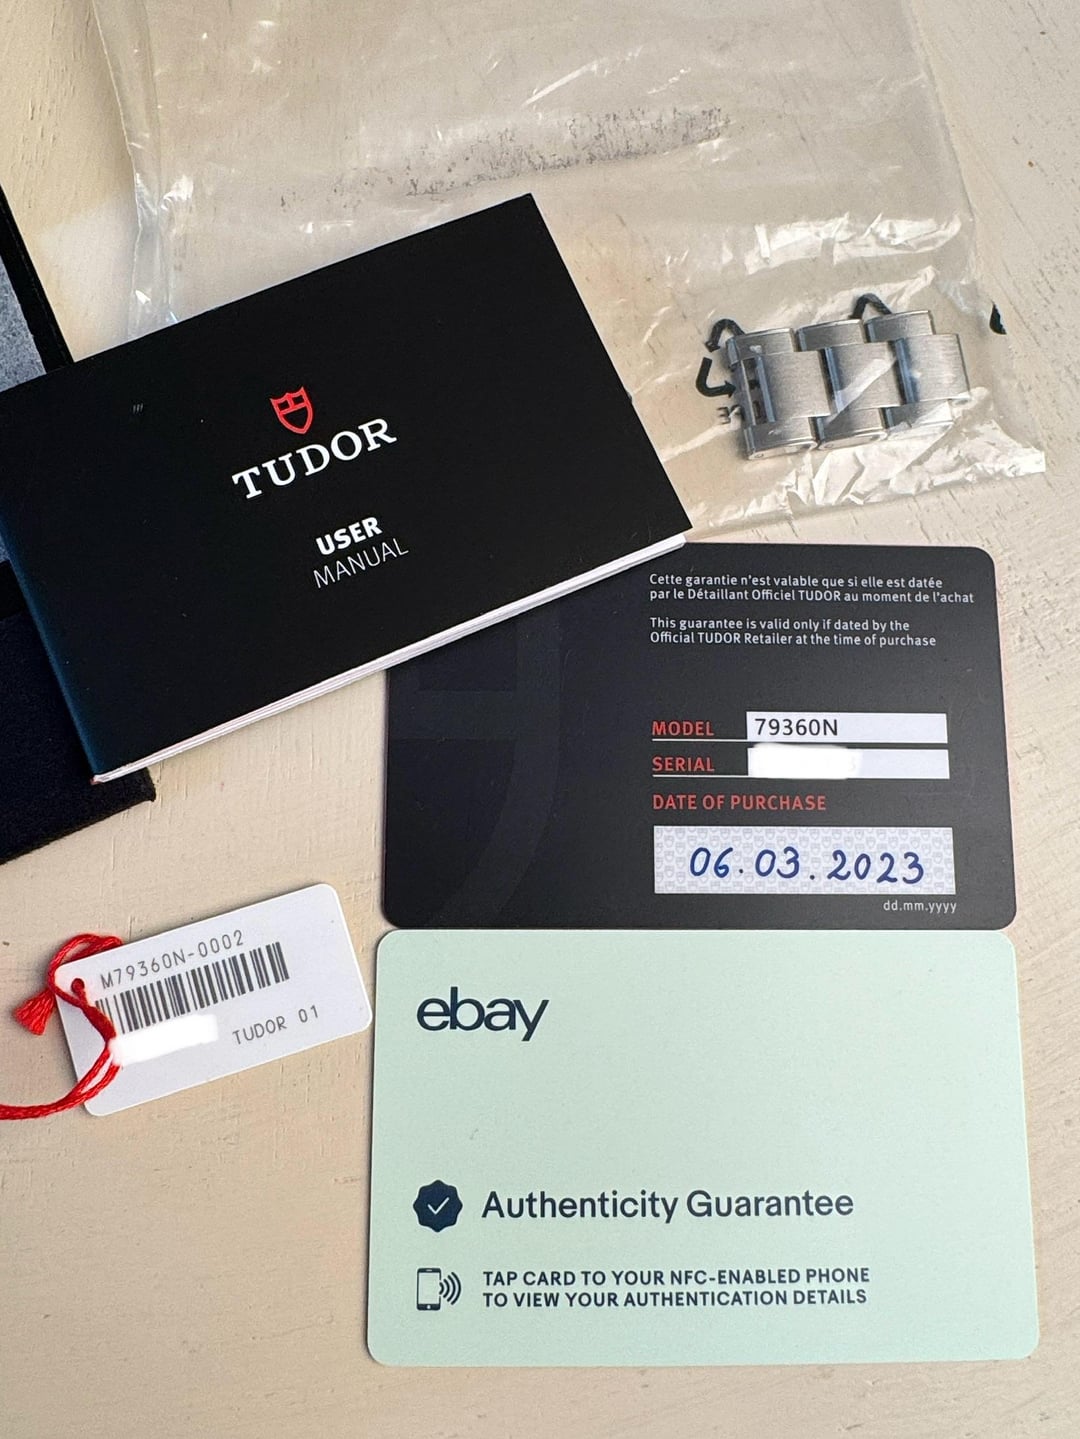 TUDOR
USER
MANUAL
Cette garantie n'est valable que si elle est datée
par le Détaillant Officiel TUDOR au moment de l'achat
This guarantee is valid only if dated by the
Official TUDOR Retailer at the time of purchase
MODEL 79360N
SERIAL
DATE OF PURCHASE
06.03.2023
dd.mm.yyyy
M79360N-0002
TUDOR 01
ebay
Authenticity Guarantee
TAP CARD TO YOUR NFC-ENABLED PHONE
TO VIEW YOUR AUTHENTICATION DETAILS